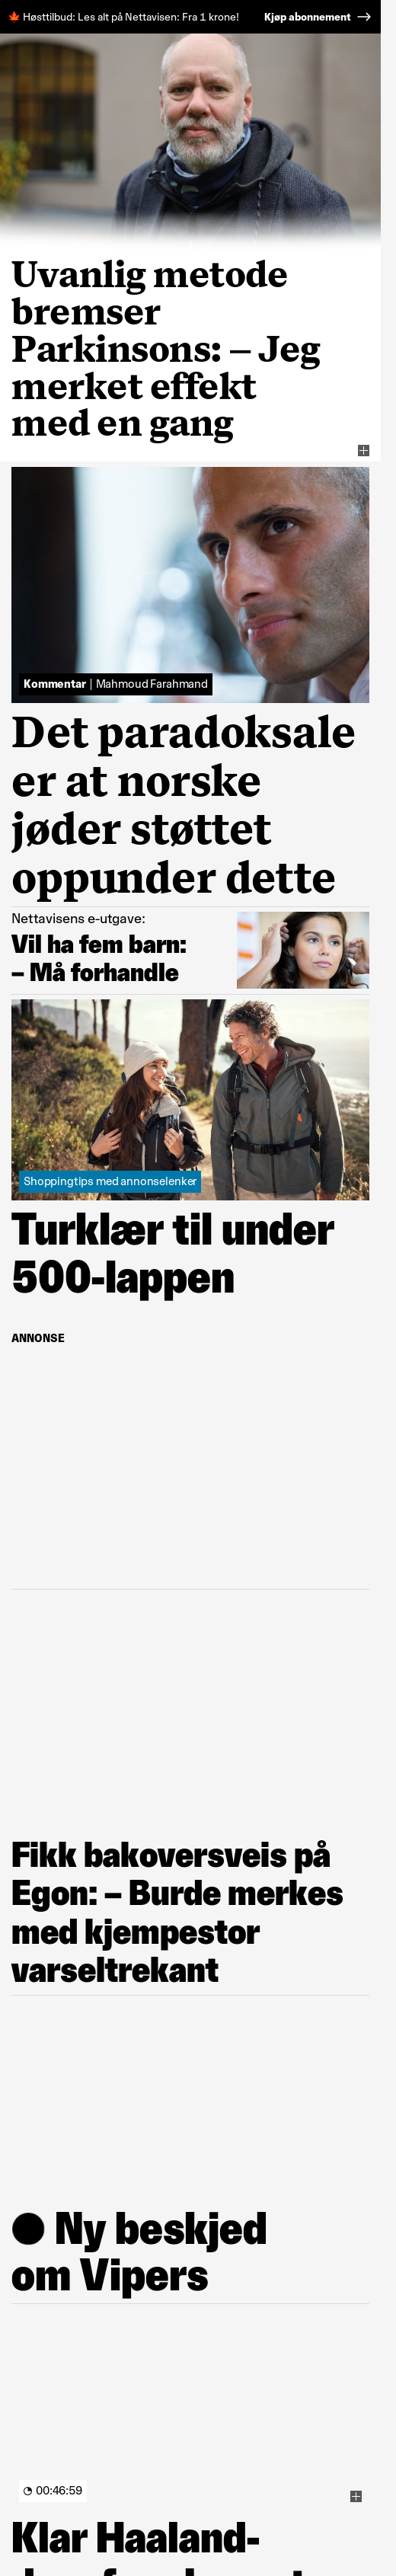 Høsttilbud: Les alt på Nettavisen: Fra 1 krone! Kjøp abonnement
Uvanlig metode
bremser
Parkinsons: – Jeg
merket effekt
med en gang
Kommentar | Mahmoud Farahmand
Det paradoksale
er at norske
jøder støttet
oppunder dette
Nettavisens e-utgave:
Vil ha fem barn:
– Må forhandle
Shoppingtips med annonselenker
Turklær til under
500-lappen
ANNONSE
Fikk bakoversveis på
Egon: – Burde merkes
med kjempestor
varseltrekant
Ny beskjed
om Vipers
00:46:59
Klar Haaland-